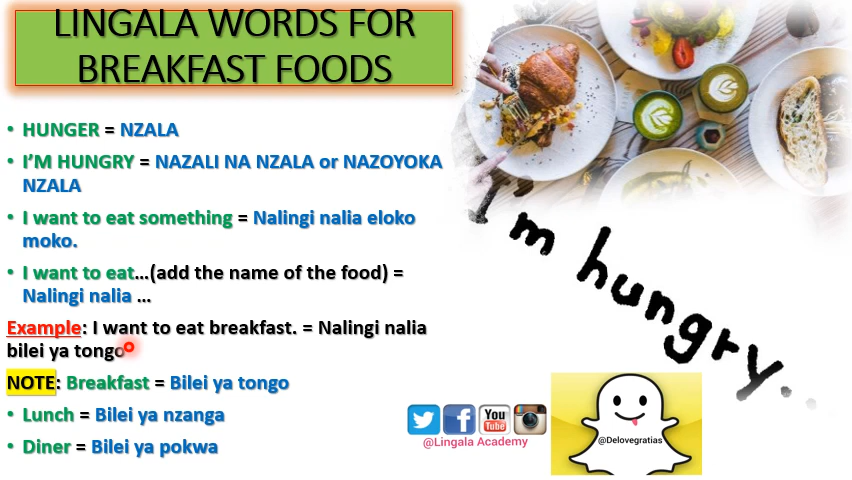 LINGALA WORDS FOR
BREAKFAST FOODS
• HUNGER = NZALA
• I'M HUNGRY = NAZALI NA NZALA or NAZOYOKA
NZALA
• I want to eat something = Nalingi nalia eloko
moko.
• I want to eat...(add the name of the food) =
Nalingi nalia ...
Example: I want to eat breakfast. = Nalingi nalia
bilei ya tongo
NOTE: Breakfast = Bilei ya tongo
Lunch = Bilei ya nzanga
Diner = Bilei ya pokwa
I'm hungry...
You
Tube
@Lingala Academy
@Delovegratias